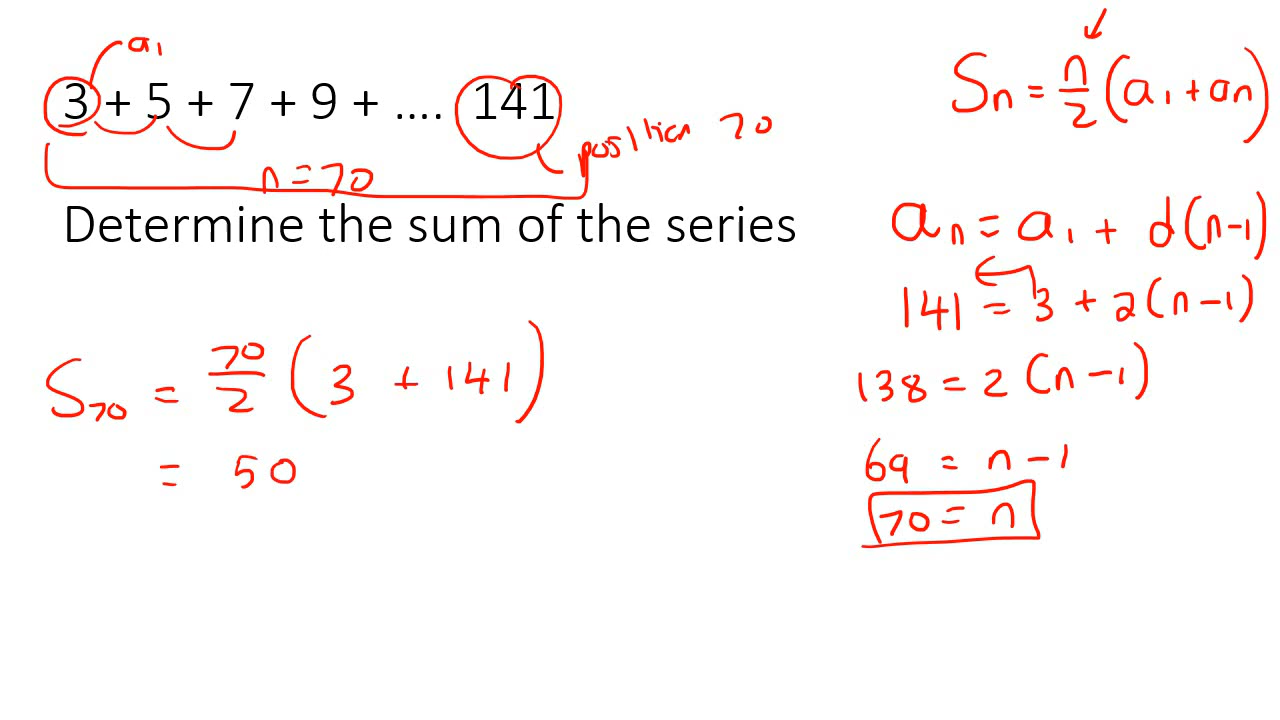 a₁
3 + 5 + 7 + 9 + .... 141
position 70
n = 70
Determine the sum of the series
S₇₀ = 70/2 (3 + 141)
= 50
Sₙ = n/2 (a₁ + aₙ)
aₙ = a₁ + d(n-1)
141 = 3 + 2(n-1)
138 = 2(n-1)
69 = n-1
70 = n